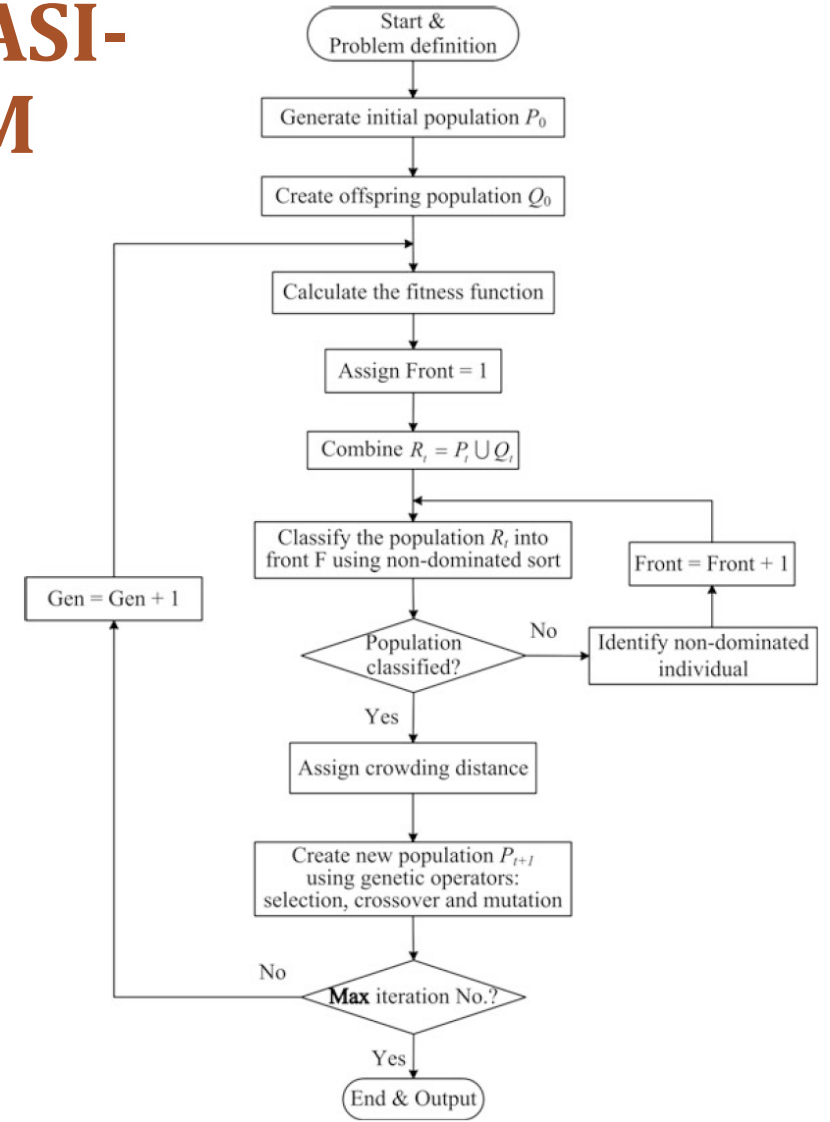 ASI-
M
Start &
Problem definition
Generate initial population P₀
Create offspring population Q₀
Calculate the fitness function
Assign Front = 1
Combine Rₜ = Pₜ ∪ Qₜ
Classify the population Rₜ into
front F using non-dominated sort
Front = Front + 1
Gen = Gen + 1
Population
classified?
No
Identify non-dominated
individual
Yes
Assign crowding distance
Create new population Pₜ₊₁
using genetic operators:
selection, crossover and mutation
No
Max iteration No.?
Yes
End & Output